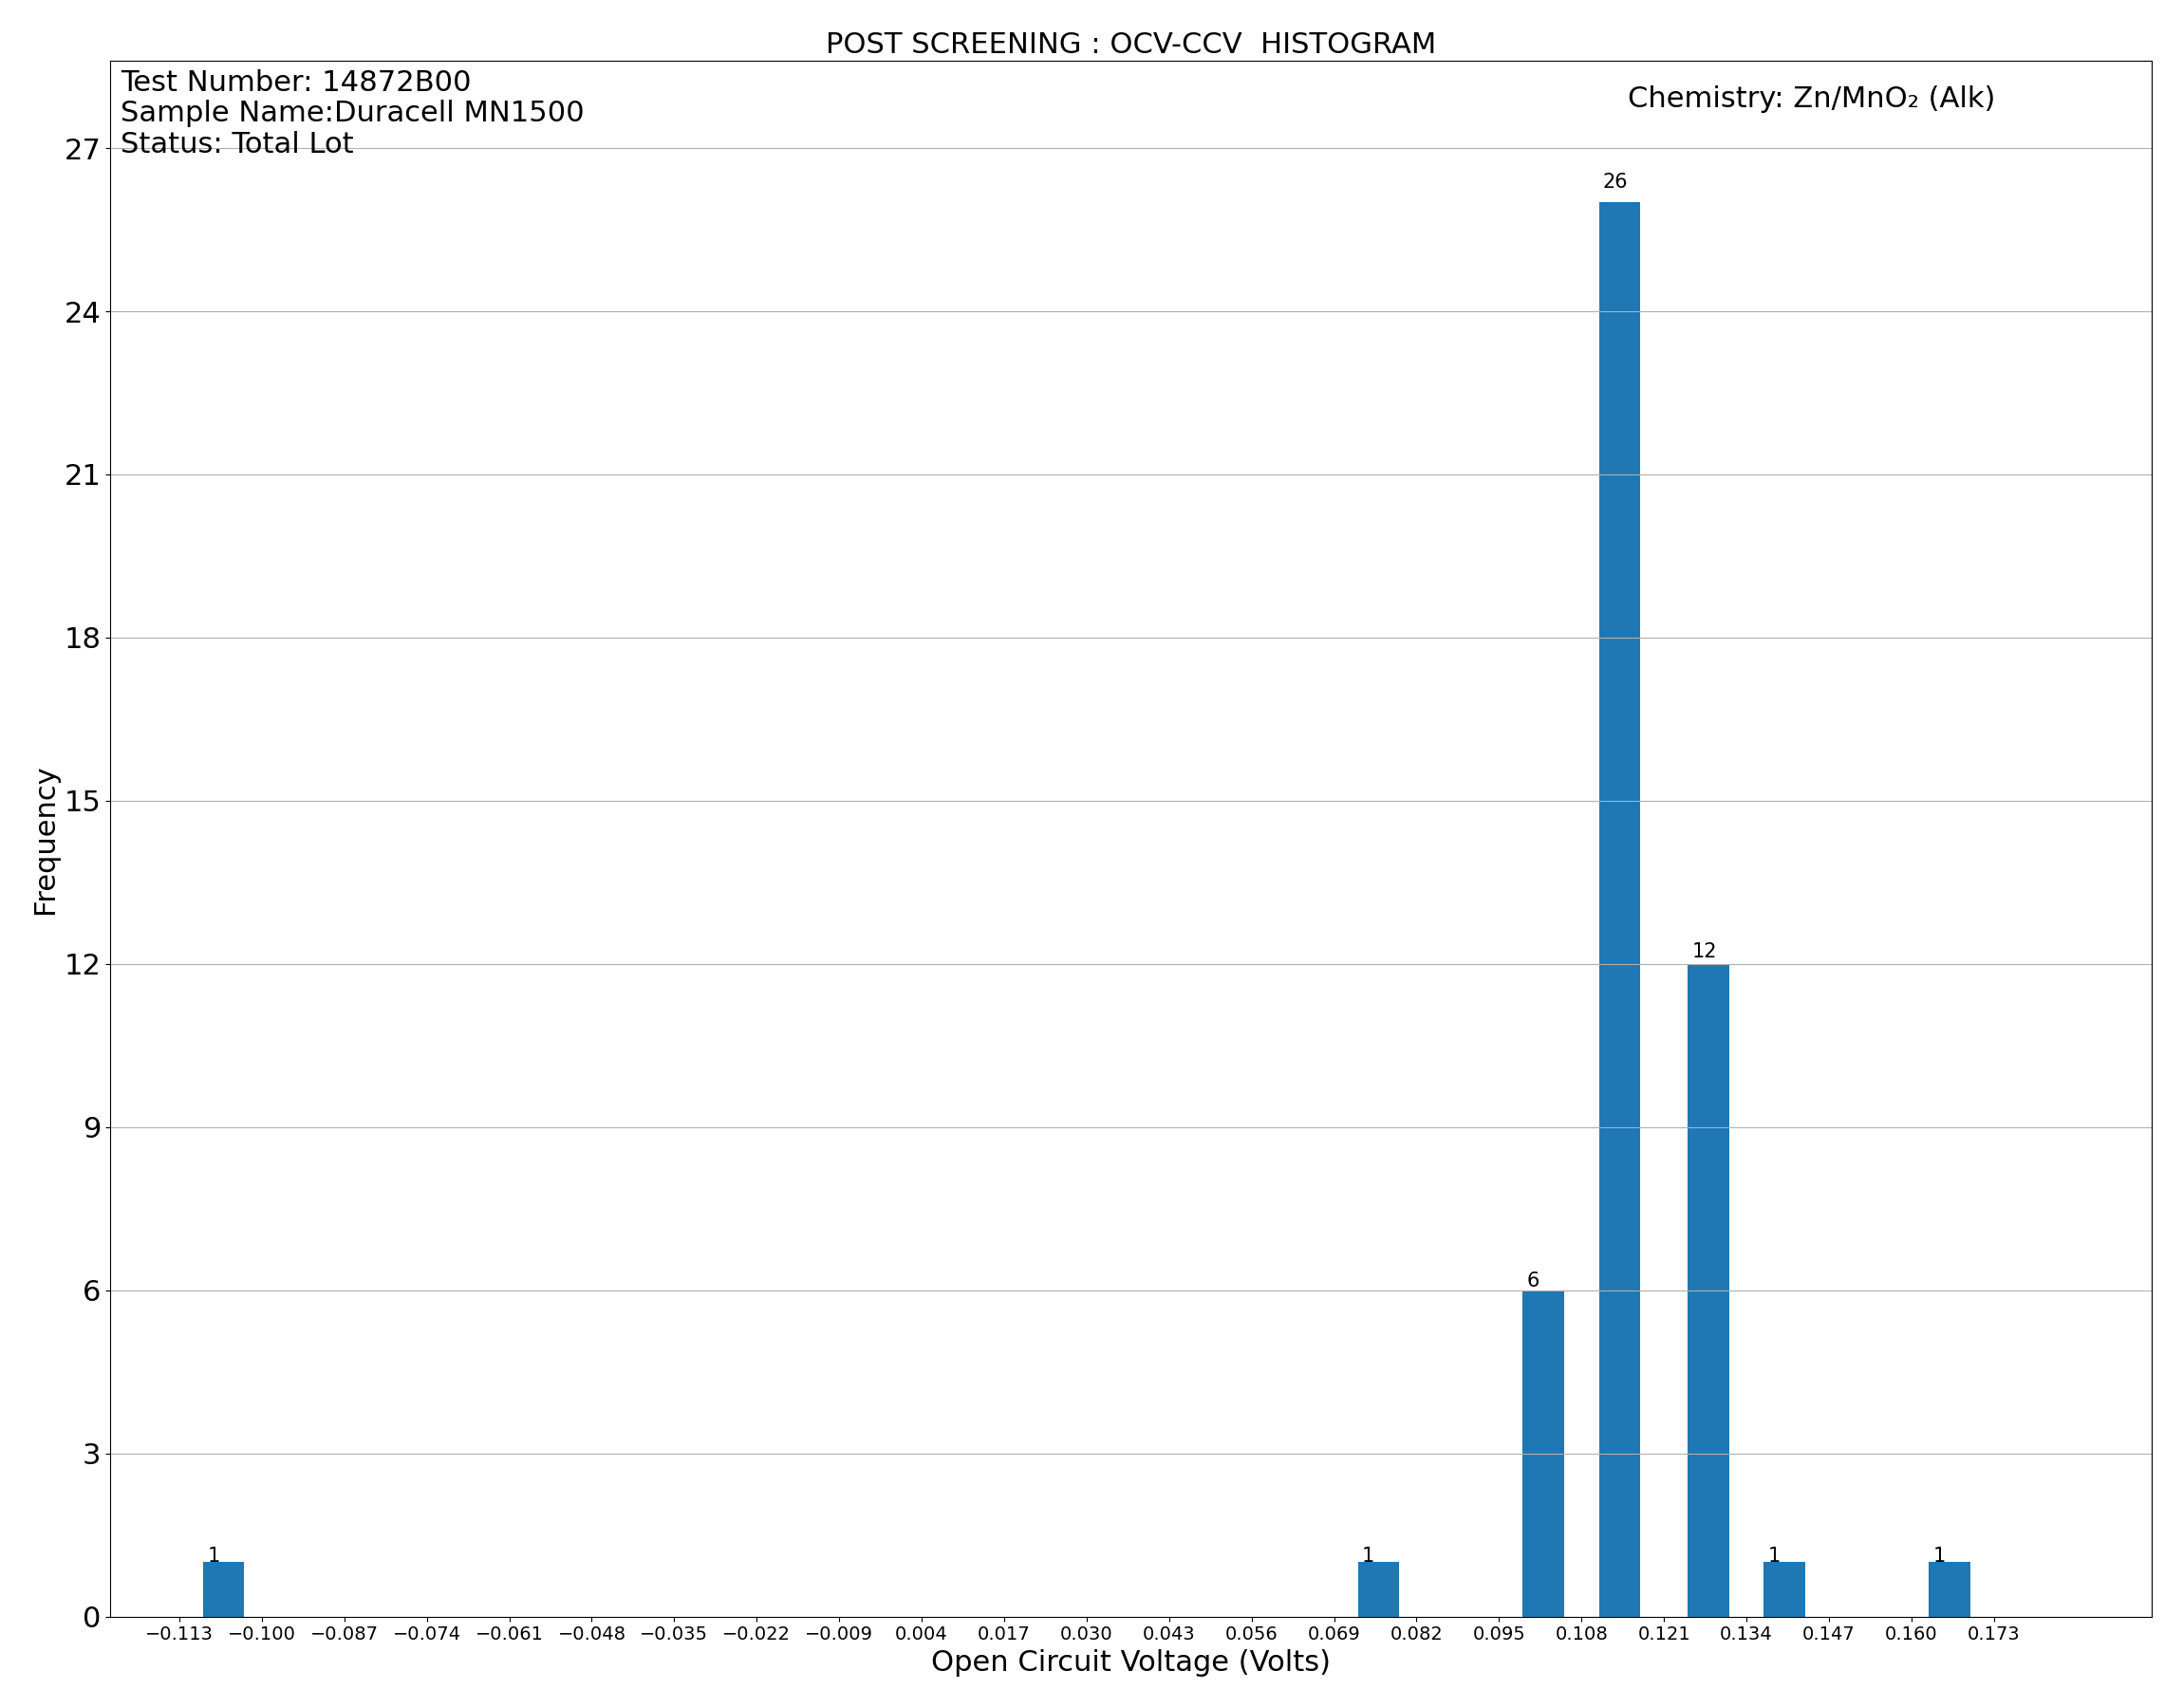 POST SCREENING : OCV-CCV  HISTOGRAM
Test Number: 14872B00
Sample Name:Duracell MN1500
Status: Total Lot
Chemistry: Zn/MnO₂ (Alk)
27
24
21
18
15
12
9
6
3
0
Frequency
26
12
6
1
1
1
1
−0.113 −0.100 −0.087 −0.074 −0.061 −0.048 −0.035 −0.022 −0.009 0.004 0.017 0.030 0.043 0.056 0.069 0.082 0.095 0.108 0.121 0.134 0.147 0.160 0.173
Open Circuit Voltage (Volts)